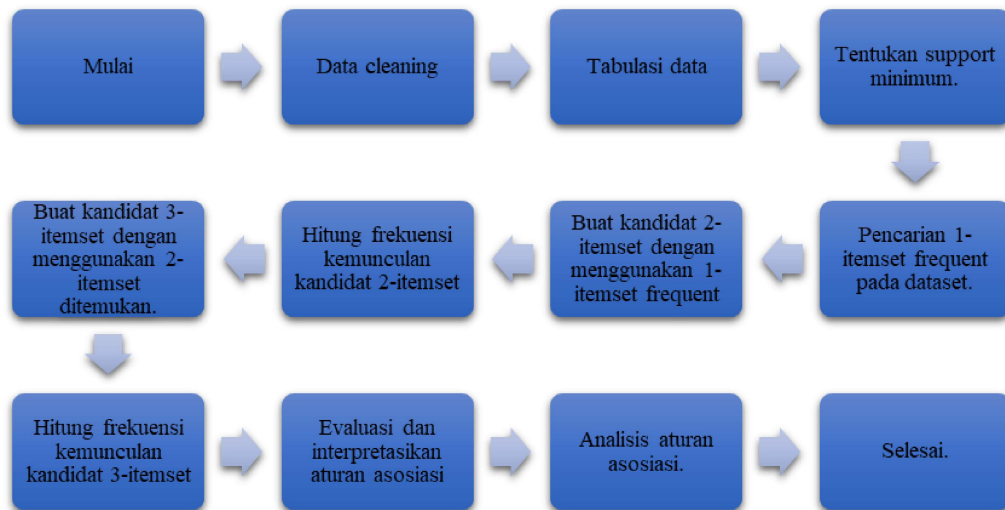 Mulai
Data cleaning
Tabulasi data
Tentukan support
minimum.
Pencarian 1-
itemset frequent
pada dataset.
Buat kandidat 2-
itemset dengan
menggunakan 1-
itemset frequent
Hitung frekuensi
kemunculan
kandidat 2-itemset
Buat kandidat 3-
itemset dengan
menggunakan 2-
itemset
ditemukan.
Hitung frekuensi
kemunculan
kandidat 3-itemset
Evaluasi dan
interpretasikan
aturan asosiasi
Analisis aturan
asosiasi.
Selesai.